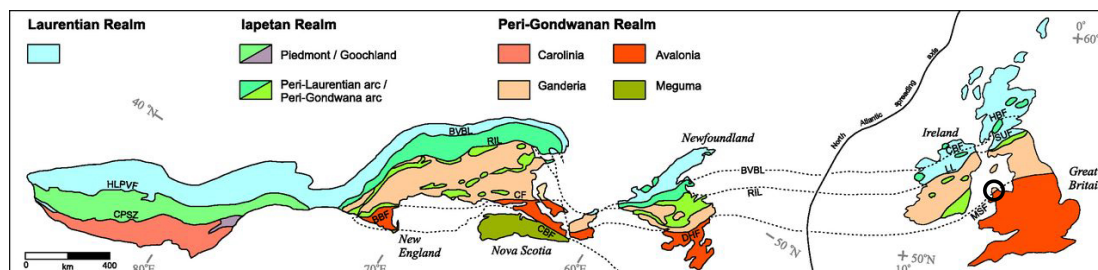 Laurentian Realm
Iapetan Realm
Peri-Gondwanan Realm
Piedmont / Goochland
Carolinia
Avalonia
Peri-Laurentian arc /
Peri-Gondwana arc
Ganderia
Meguma
0°
60°
40 °N
North Atlantic spreading axis
BVBL
RIL
Newfoundland
Ireland
HBF
SUF
CBF
LL
BVBL
RIL
Great
Britain
HLPVF
CPSZ
CF
BBF
CBF
DHF
MSF
New
England
Nova Scotia
50 °N
50°N
10°
0
km
400
80°
70°
60°